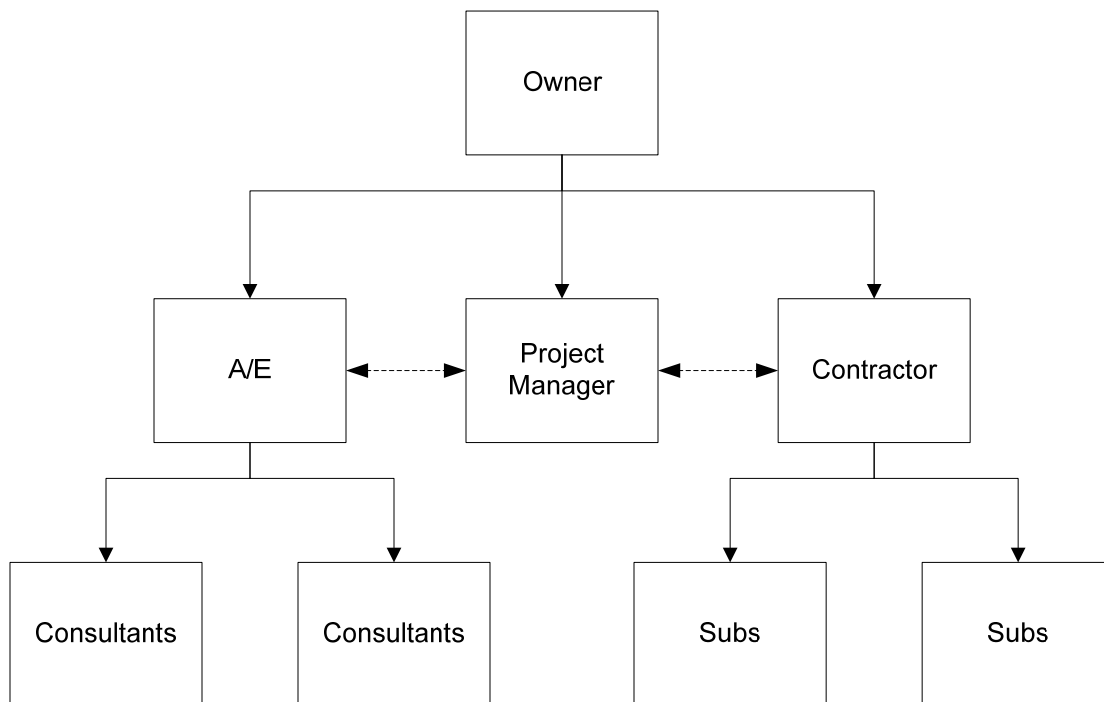 Owner
A/E
Project
Manager
Contractor
Consultants
Consultants
Subs
Subs